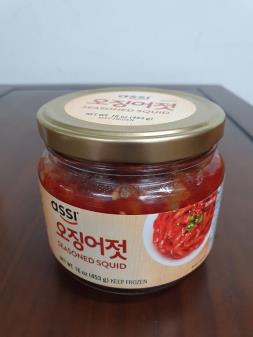 assi
오징어젓
SEASONED SQUID
NET WT. 16 oz (453 g)
KEEP FROZEN
assi
오징어젓
SEASONED SQUID
NET WT. 16 oz (453 g) KEEP FROZEN